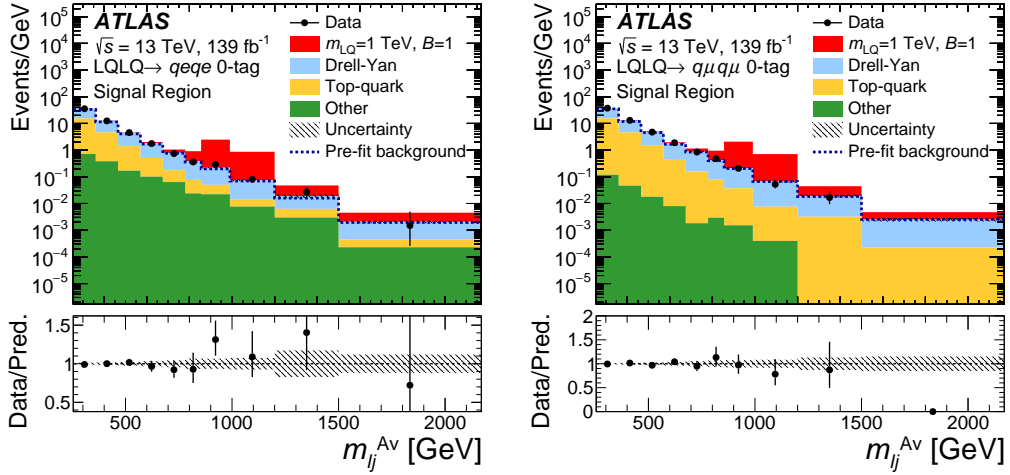 ATLAS
√s = 13 TeV, 139 fb⁻¹
LQLQ→ qeqe 0-tag
Signal Region
Data
m_LQ=1 TeV, B=1
Drell-Yan
Top-quark
Other
Uncertainty
Pre-fit background
Events/GeV
10⁵
10⁴
10³
10²
10
1
10⁻¹
10⁻²
10⁻³
10⁻⁴
10⁻⁵
Data/Pred.
1.5
1
0.5
500 1000 1500 2000
m_lj^Av [GeV]
ATLAS
√s = 13 TeV, 139 fb⁻¹
LQLQ→ qμqμ 0-tag
Signal Region
Data
m_LQ=1 TeV, B=1
Drell-Yan
Top-quark
Other
Uncertainty
Pre-fit background
Events/GeV
10⁵
10⁴
10³
10²
10
1
10⁻¹
10⁻²
10⁻³
10⁻⁴
10⁻⁵
Data/Pred.
2
1.5
1
0.5
0
500 1000 1500 2000
m_lj^Av [GeV]